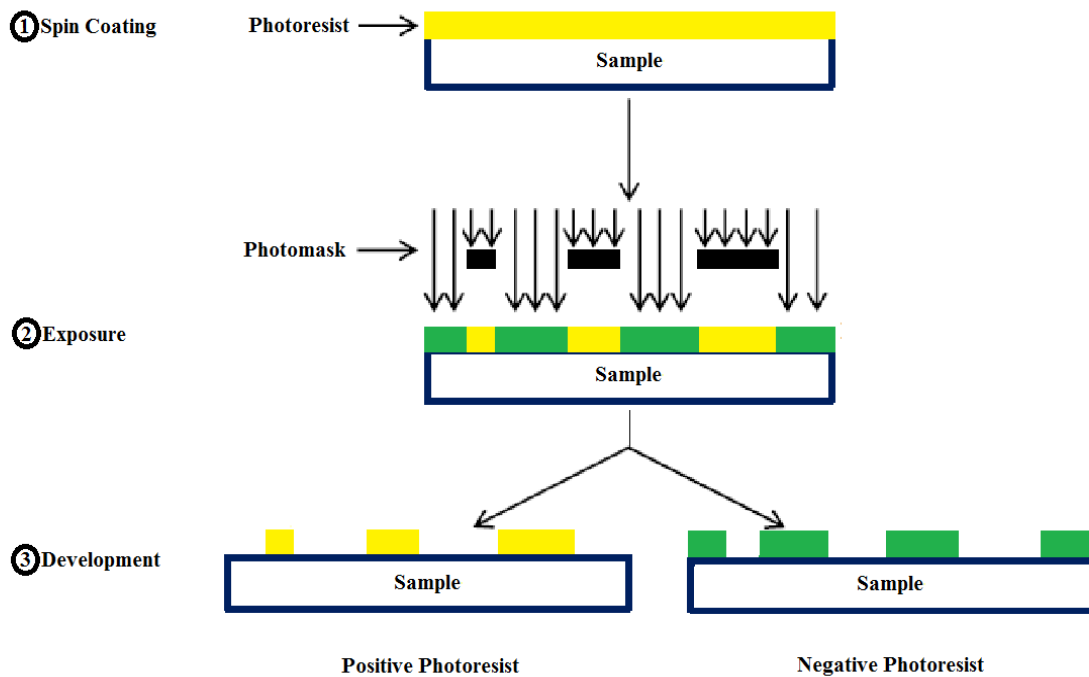 1 Spin Coating
Photoresist
Sample
Photomask
2 Exposure
Sample
3 Development
Sample
Sample
Positive Photoresist
Negative Photoresist